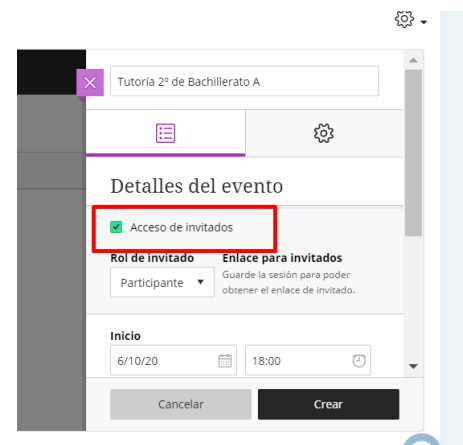 Tutoría 2º de Bachillerato A
Detalles del evento
Acceso de invitados
Rol de invitado
Participante
Enlace para invitados
Guarde la sesión para poder
obtener el enlace de invitado.
Inicio
6/10/20
18:00
Cancelar
Crear